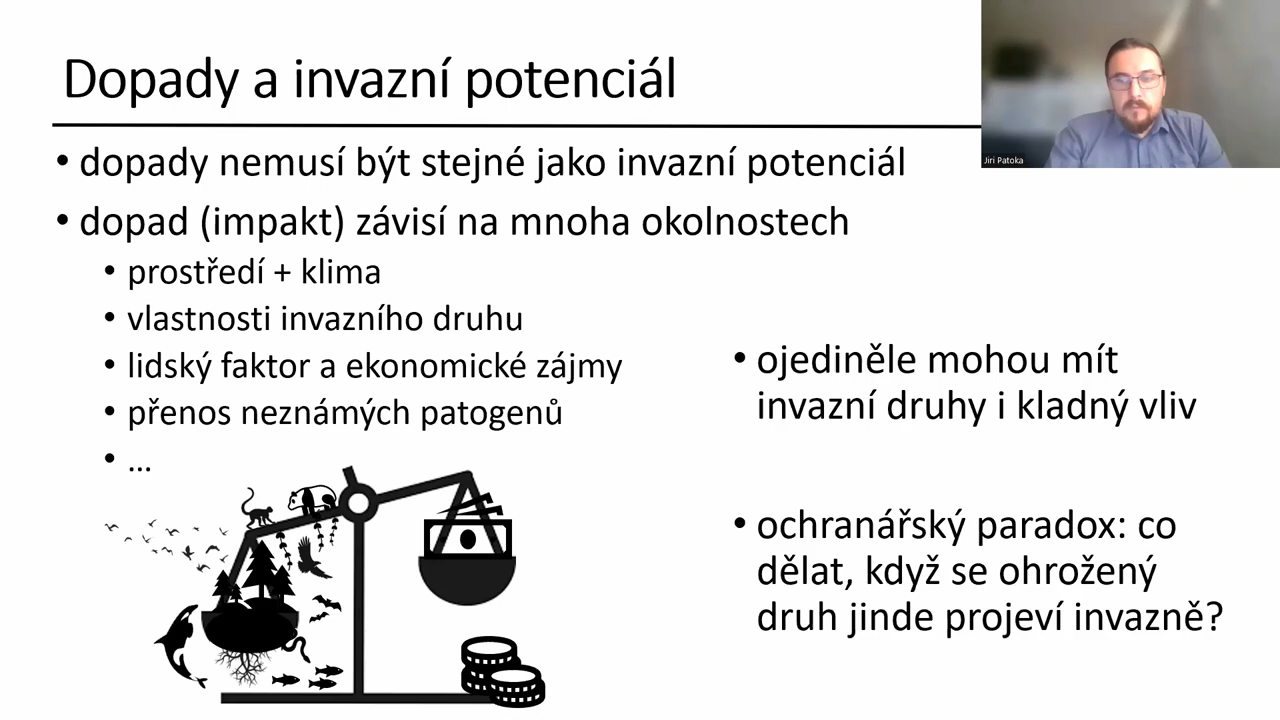 Dopady a invazní potenciál
Jiri Patoka
• dopady nemusí být stejné jako invazní potenciál
• dopad (impakt) závisí na mnoha okolnostech
• prostředí + klima
• vlastnosti invazního druhu
• lidský faktor a ekonomické zájmy
• přenos neznámých patogenů
• ...
• ojediněle mohou mít
invazní druhy i kladný vliv
• ochranářský paradox: co
dělat, když se ohrožený
druh jinde projeví invazně?